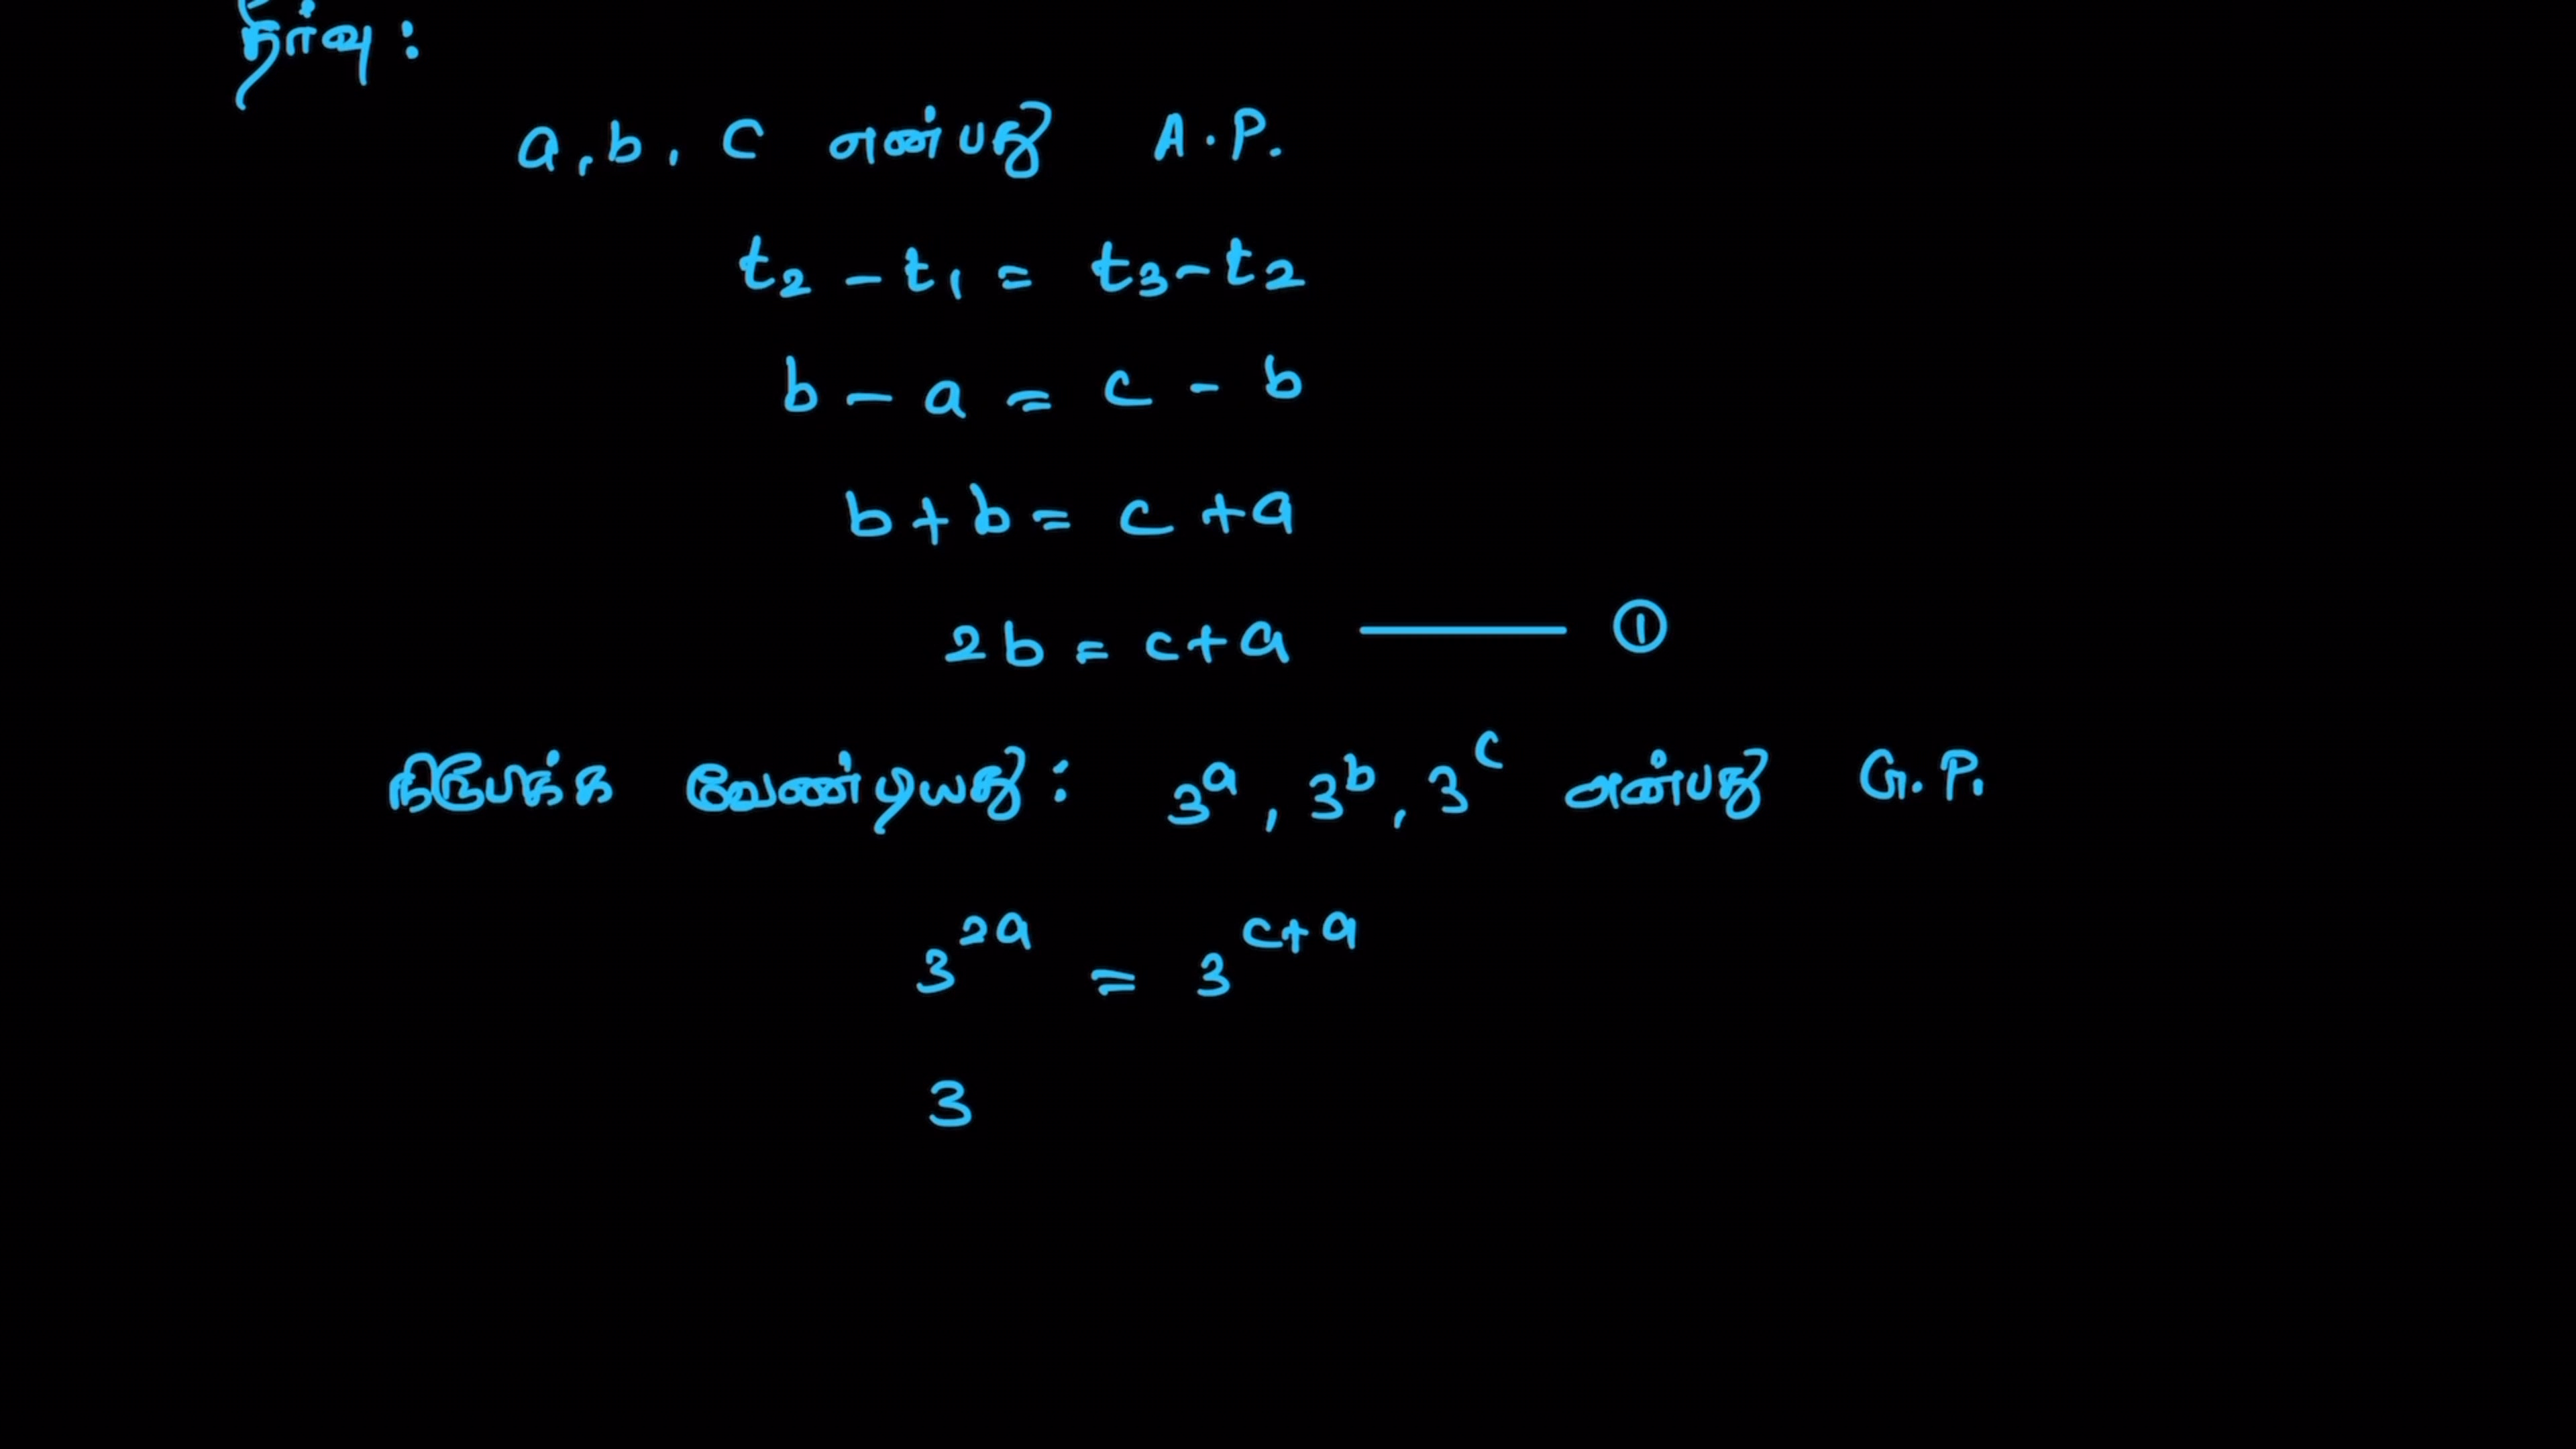 தீர்வு :
a, b, c என்பது A.P.
t₂ - t₁ = t₃ - t₂
b - a = c - b
b + b = c + a
2b = c + a —— ①
நிரூபிக்க வேண்டியது : 3ᵃ, 3ᵇ, 3ᶜ என்பது G.P.
3²ᵃ = 3ᶜ⁺ᵃ
3